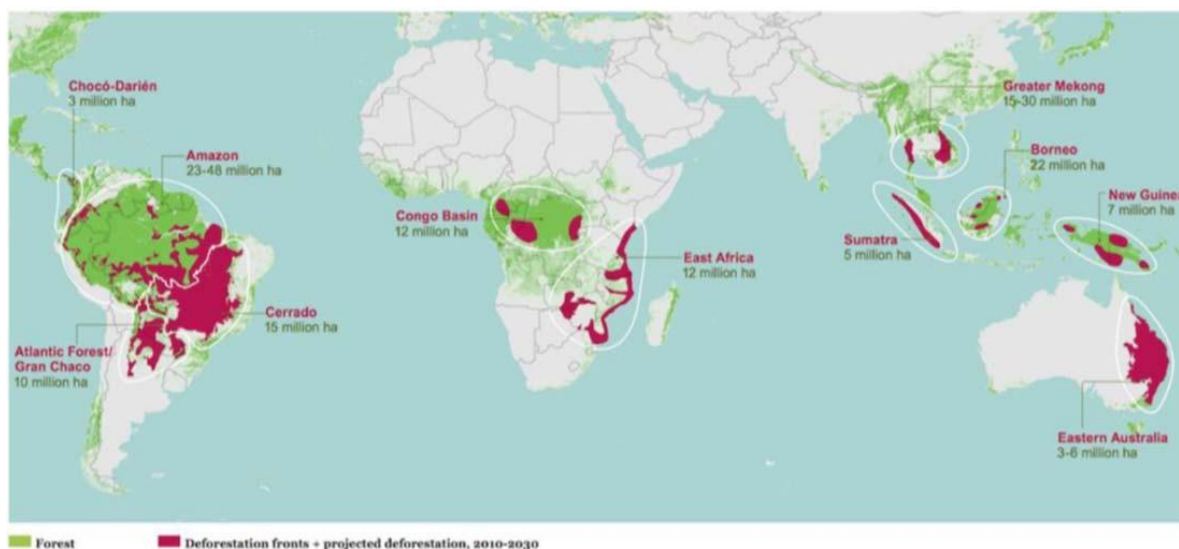 Chocó-Darién
3 million ha
Amazon
23-48 million ha
Cerrado
15 million ha
Atlantic Forest/
Gran Chaco
10 million ha
Congo Basin
12 million ha
East Africa
12 million ha
Greater Mekong
15-30 million ha
Borneo
22 million ha
New Guinea
7 million ha
Sumatra
5 million ha
Eastern Australia
3-6 million ha
Forest
Deforestation fronts + projected deforestation, 2010-2030